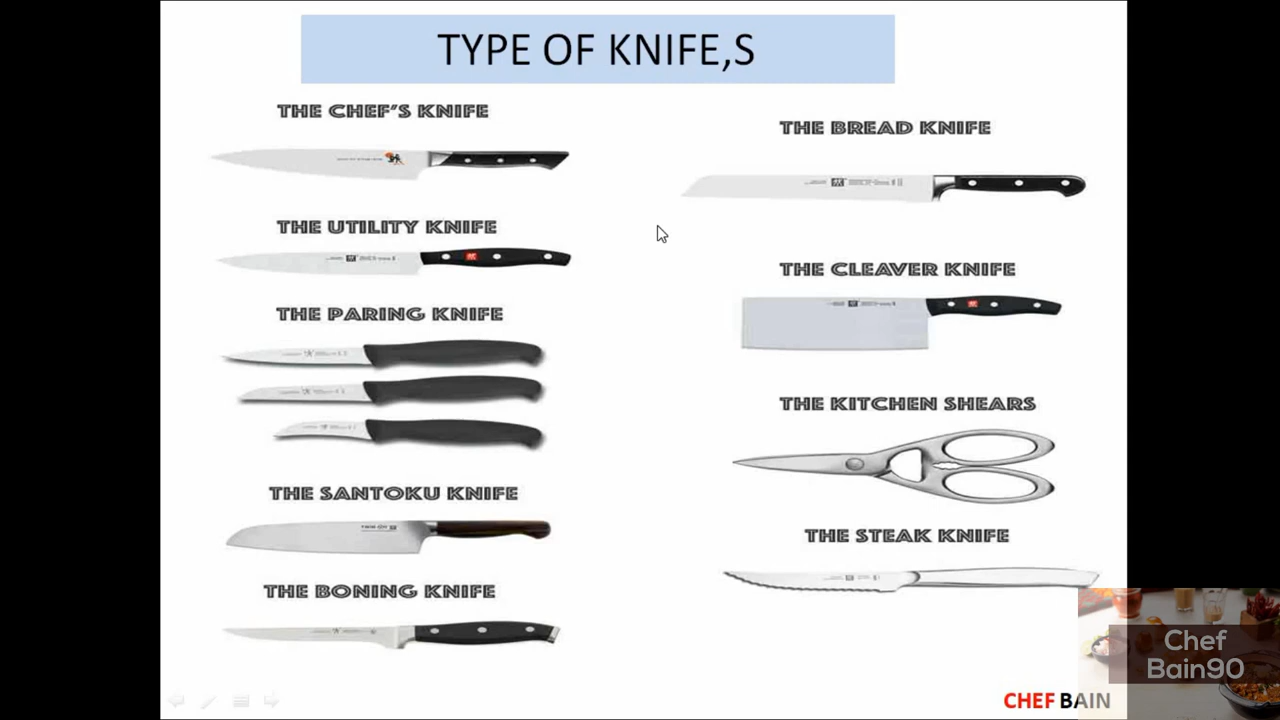 TYPE OF KNIFE,S
THE CHEF'S KNIFE
THE UTILITY KNIFE
THE PARING KNIFE
THE SANTOKU KNIFE
THE BONING KNIFE
THE BREAD KNIFE
THE CLEAVER KNIFE
THE KITCHEN SHEARS
THE STEAK KNIFE
Chef
Bain90
CHEF BAIN